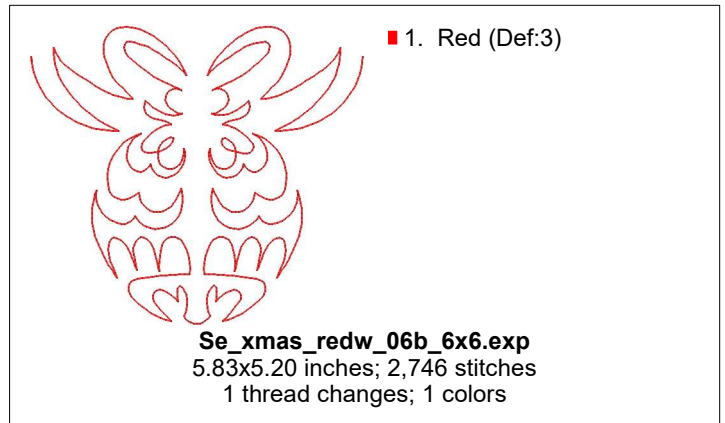 1. Red (Def:3)
Se_xmas_redw_06b_6x6.exp
5.83x5.20 inches; 2,746 stitches
1 thread changes; 1 colors